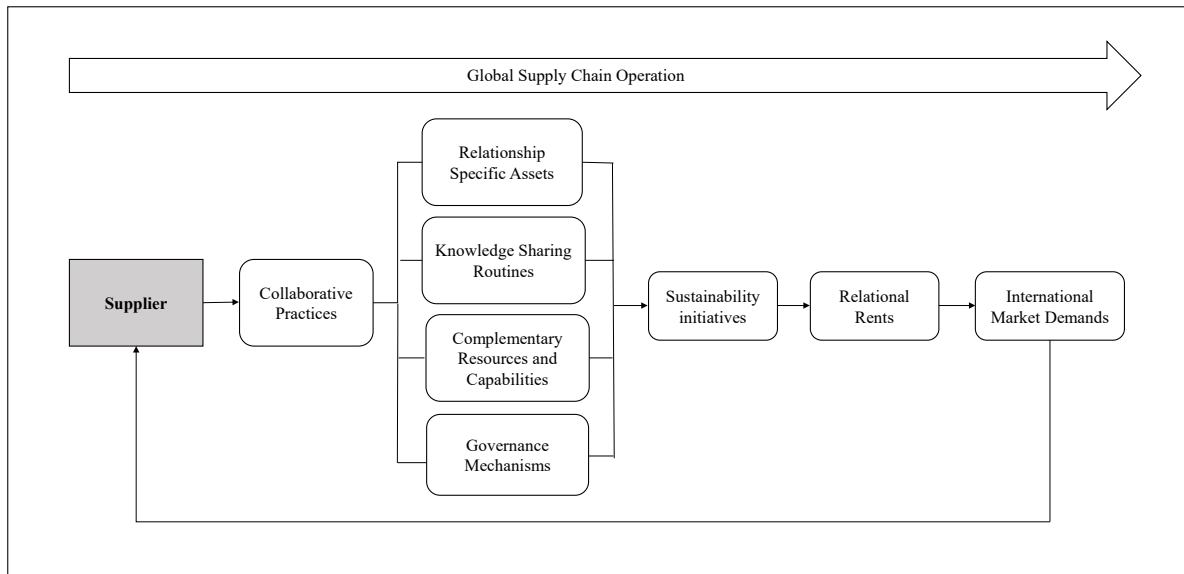 Global Supply Chain Operation
Relationship
Specific Assets
Knowledge Sharing
Routines
Supplier
Collaborative
Practices
Sustainability
initiatives
Relational
Rents
International
Market Demands
Complementary
Resources and
Capabilities
Governance
Mechanisms